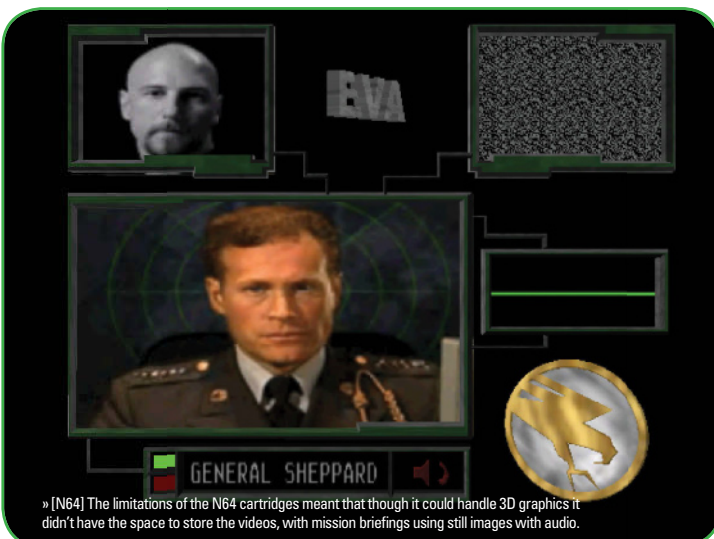 EVA
GENERAL SHEPPARD
» [N64] The limitations of the N64 cartridges meant that though it could handle 3D graphics it
didn't have the space to store the videos, with mission briefings using still images with audio.